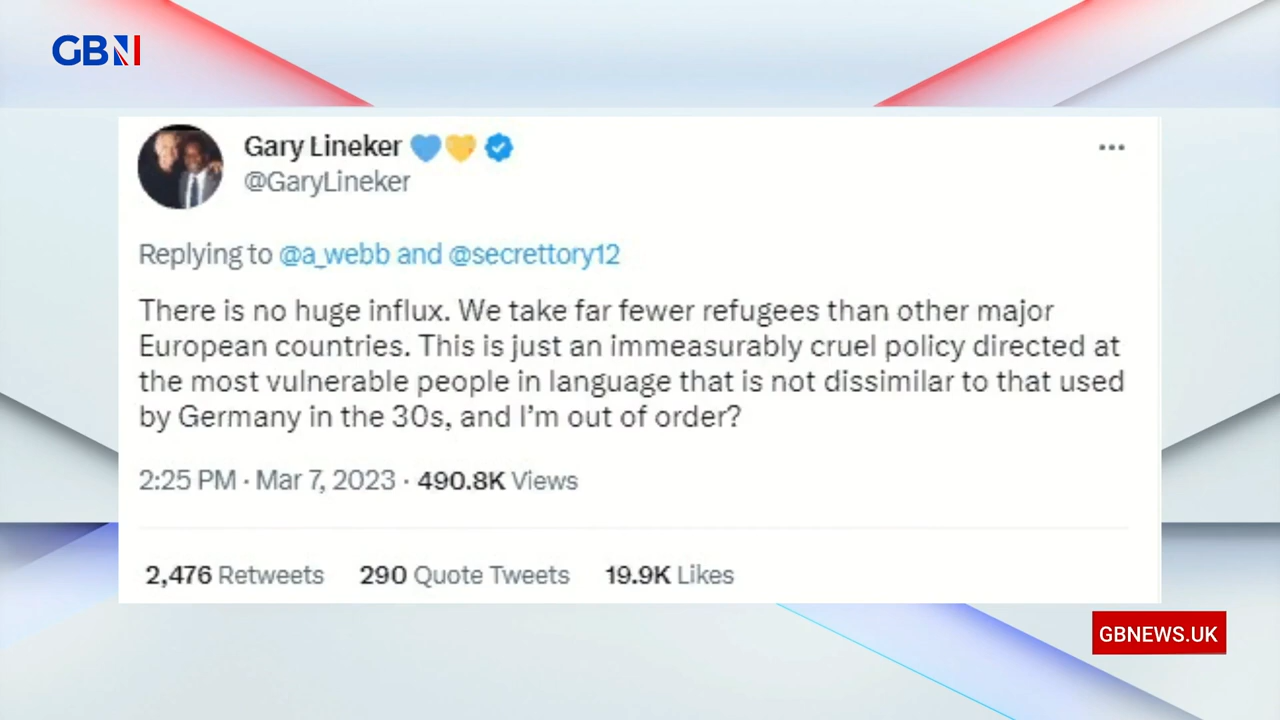 GBN
Gary Lineker 💙💛
@GaryLineker
Replying to @a_webb and @secrettory12
There is no huge influx. We take far fewer refugees than other major
European countries. This is just an immeasurably cruel policy directed at
the most vulnerable people in language that is not dissimilar to that used
by Germany in the 30s, and I'm out of order?
2:25 PM · Mar 7, 2023 · 490.8K Views
2,476 Retweets 290 Quote Tweets 19.9K Likes
GBNEWS.UK